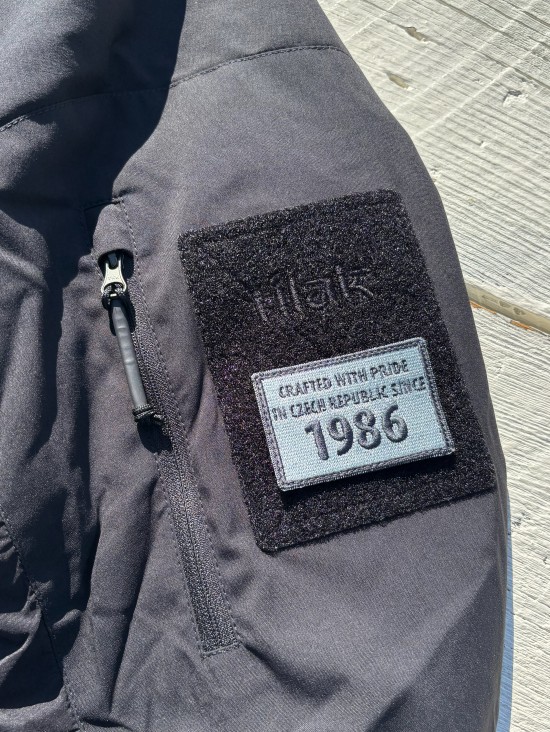 tilak
CRAFTED WITH PRIDE
IN CZECH REPUBLIC SINCE
1986